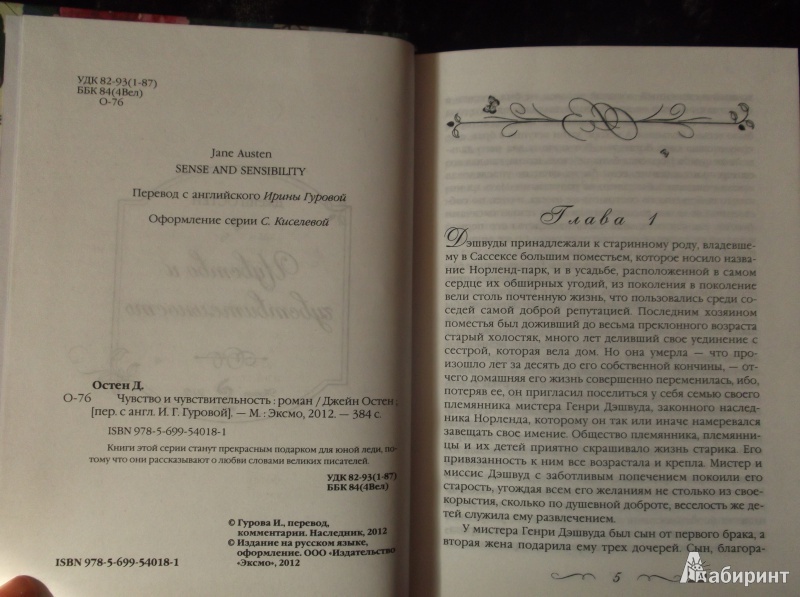 УДК 82-93(1-87)
ББК 84(4Вел)
О-76
Jane Austen
SENSE AND SENSIBILITY
Перевод с английского Ирины Гуровой
Оформление серии С. Киселевой
Остен Д.
О-76 Чувство и чувствительность : роман / Джейн Остен ;
[пер. с англ. И. Г. Гуровой]. — М. : Эксмо, 2012. — 384 с.
ISBN 978-5-699-54018-1
Книги этой серии станут прекрасным подарком для юной леди, по-
тому что они рассказывают о любви словами великих писателей.
УДК 82-93(1-87)
ББК 84(4Вел)
© Гурова И., перевод,
комментарии. Наследник, 2012
© Издание на русском языке,
оформление. ООО «Издательство
«Эксмо», 2012
ISBN 978-5-699-54018-1
Глава 1
Дэшвуды принадлежали к старинному роду, владевше-
му в Сассексе большим поместьем, которое носило назва-
ние Норленд-парк, и в усадьбе, расположенной в самом
сердце их обширных угодий, из поколения в поколение
вели столь почтенную жизнь, что пользовались среди со-
седей самой доброй репутацией. Последним хозяином
поместья был доживший до весьма преклонного возраста
старый холостяк, много лет деливший свое уединение с
сестрой, которая вела дом. Но она умерла — что произо-
шло лет за десять до его собственной кончины, —
отчего домашняя его жизнь совершенно переменилась, ибо,
потеряв ее, он пригласил поселиться у себя семью своего
племянника мистера Генри Дэшвуда, законного наслед-
ника Норленда, которому он так или иначе намеревался
завещать свое имение. Общество племянника, племянни-
цы и их детей приятно скрашивало жизнь старика. Его
привязанность к ним все возрастала и крепла. Мистер и
миссис Дэшвуд с заботливым попечением покоили его
старость, угождая всем его желаниям не столько из свое-
корыстия, сколько по душевной доброте, веселость же де-
тей служила ему развлечением.
У мистера Генри Дэшвуда был сын от первого брака, а
вторая жена подарила ему трех дочерей. Сын, благора-
5
Лабиринт